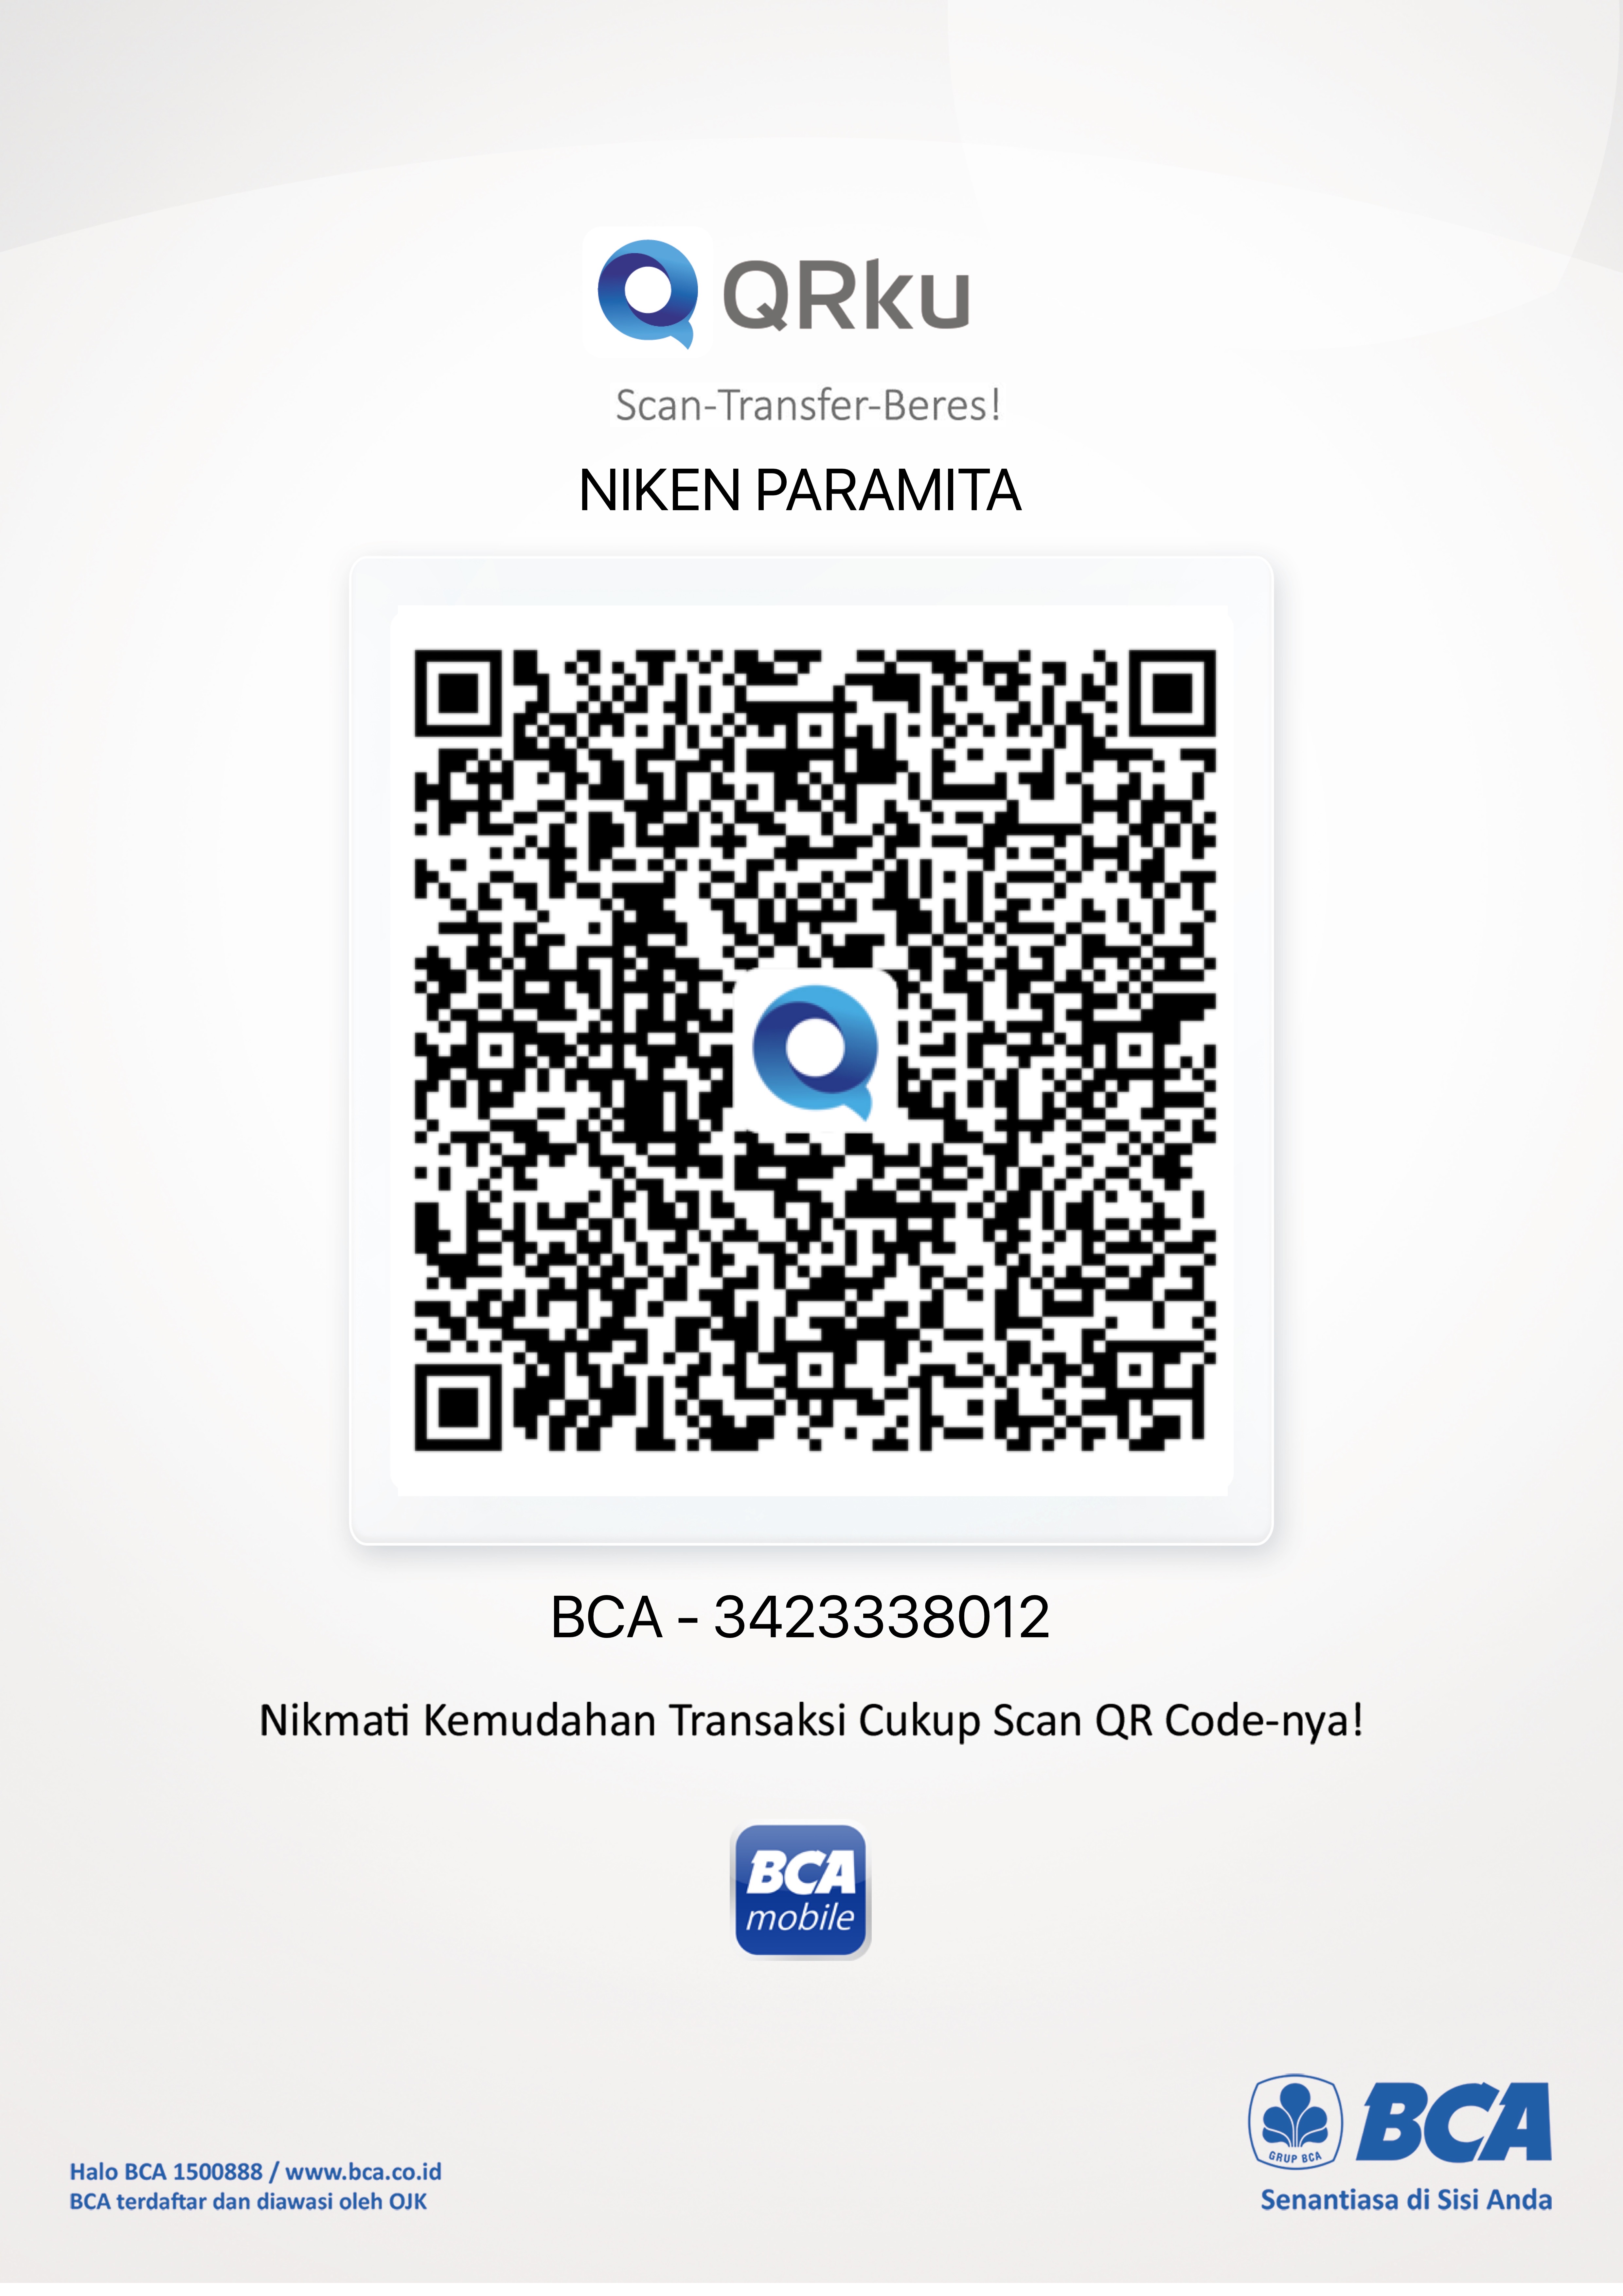 QRku
Scan-Transfer-Beres!
NIKEN PARAMITA
BCA - 3423338012
Nikmati Kemudahan Transaksi Cukup Scan QR Code-nya!
BCA
mobile
GRUP BCA
BCA
Senantiasa di Sisi Anda
Halo BCA 1500888 / www.bca.co.id
BCA terdaftar dan diawasi oleh OJK